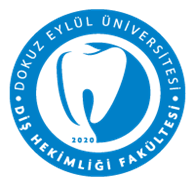 DOKUZ EYLÜL ÜNİVERSİTESİ
DİŞ HEKİMLİĞİ FAKÜLTESİ
2020